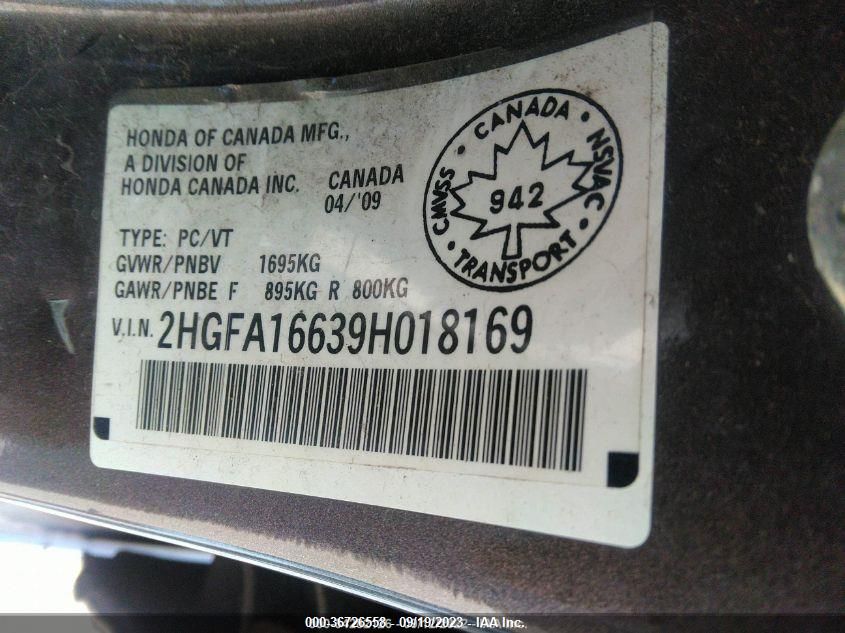 HONDA OF CANADA MFG.,
A DIVISION OF
HONDA CANADA INC. CANADA
04/'09
TYPE: PC/VT
GVWR/PNBV 1695KG
GAWR/PNBE F 895KG R 800KG
V.I.N. 2HGFA16639H018169
• CANADA •
NSVAC
942
CMVSS
• TRANSPORT •
000-36726558 - 09/19/2023 - IAA Inc.